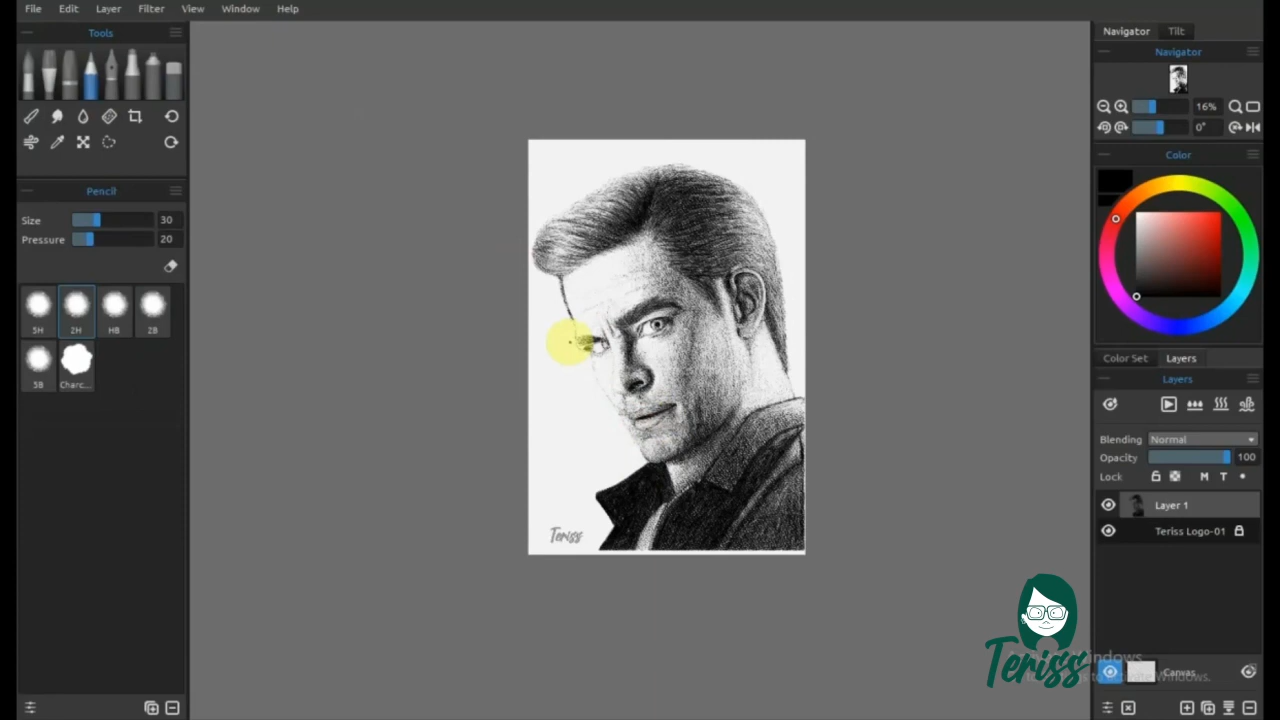 File Edit Layer Filter View Window Help
Tools
Pencil
Size 30
Pressure 20
5H 2H HB 2B
5B Charc...
Teriss
Navigator Tilt
Navigator
16%
0°
Color
Color Set Layers
Layers
Blending Normal
Opacity 100
Lock M T
Layer 1
Teriss Logo-01
Canvas
Teriss